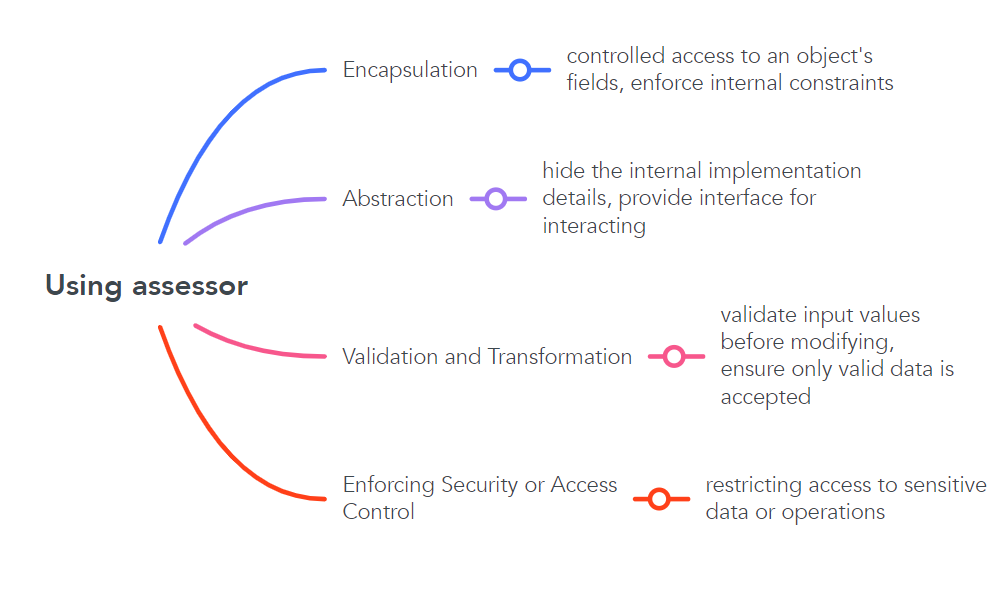 Encapsulation
controlled access to an object's
fields, enforce internal constraints
Abstraction
hide the internal implementation
details, provide interface for
interacting
Using assessor
Validation and Transformation
validate input values
before modifying,
ensure only valid data is
accepted
Enforcing Security or Access
Control
restricting access to sensitive
data or operations